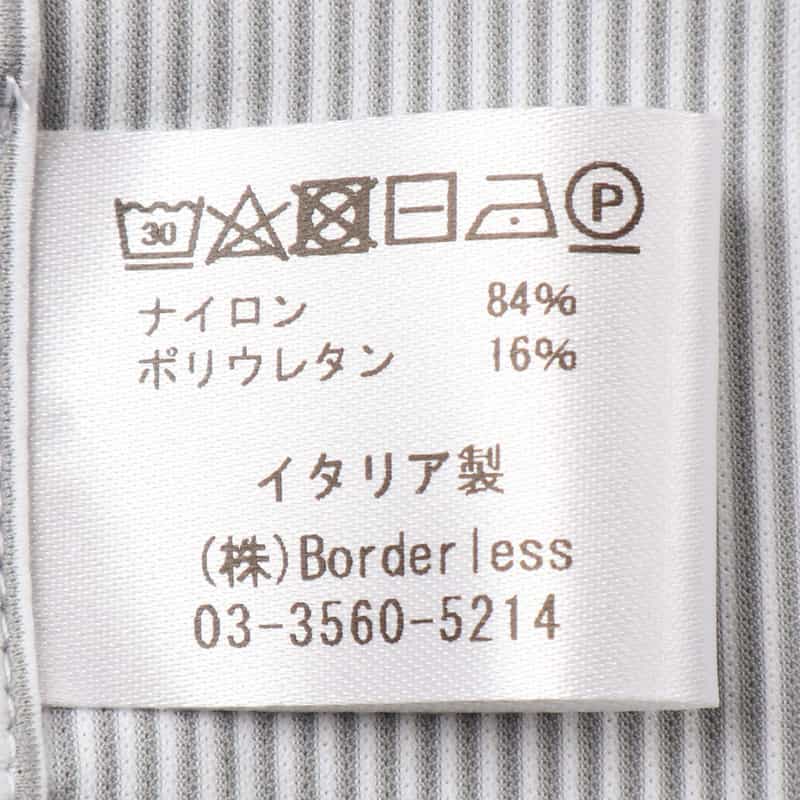 30 P
ナイロン 84%
ポリウレタン 16%
イタリア製
(株)Borderless
03-3560-5214